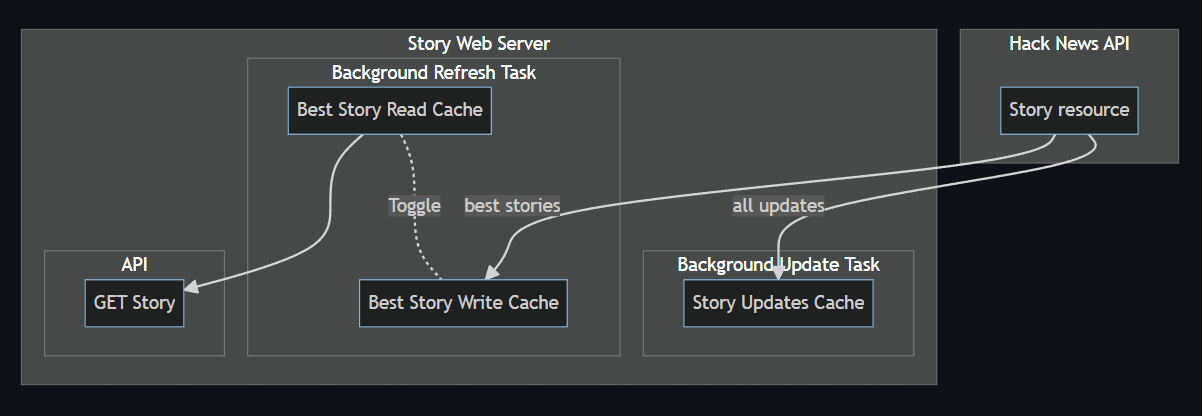 Story Web Server
Hack News API
Background Refresh Task
Best Story Read Cache
Story resource
Toggle
best stories
all updates
API
Background Update Task
GET Story
Best Story Write Cache
Story Updates Cache